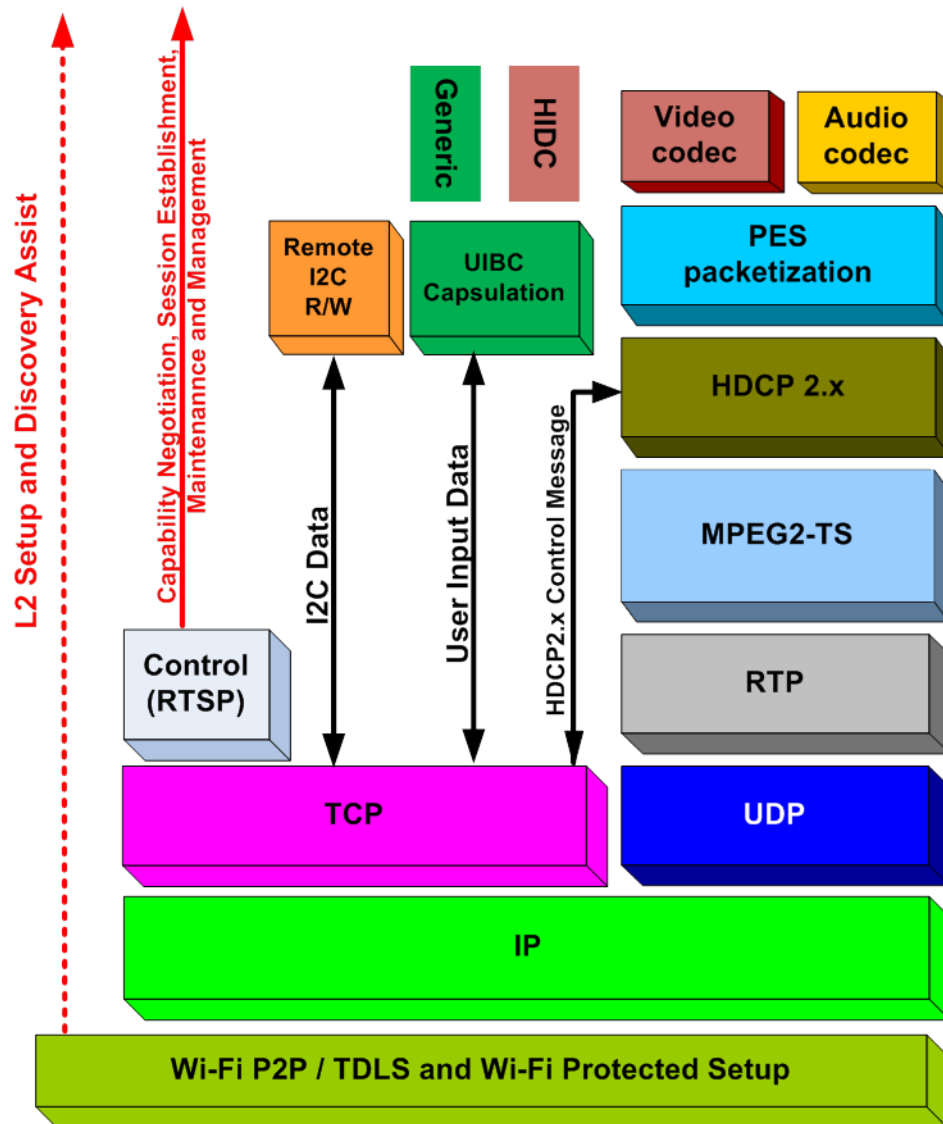 L2 Setup and Discovery Assist
Capability Negotiation, Session Establishment,
Maintenance and Management
Generic
HIDC
Video
codec
Audio
codec
Remote
I2C
R/W
UIBC
Capsulation
PES
packetization
HDCP 2.x
I2C Data
User Input Data
HDCP2.x Control Message
MPEG2-TS
Control
(RTSP)
RTP
TCP
UDP
IP
Wi-Fi P2P / TDLS and Wi-Fi Protected Setup